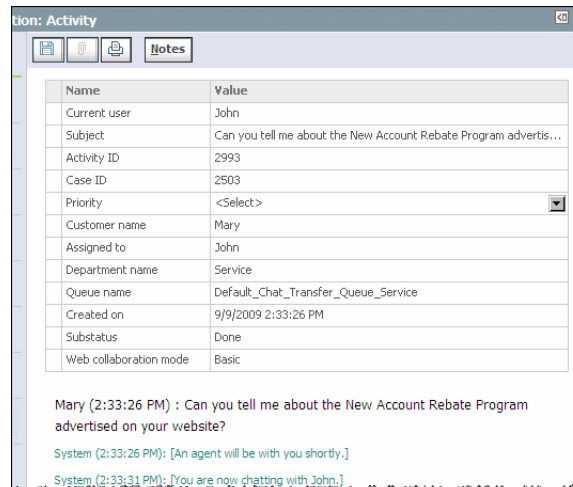 tion: Activity
Notes
Name Value
Current user John
Subject Can you tell me about the New Account Rebate Program advertis...
Activity ID 2993
Case ID 2503
Priority <Select>
Customer name Mary
Assigned to John
Department name Service
Queue name Default_Chat_Transfer_Queue_Service
Created on 9/9/2009 2:33:26 PM
Substatus Done
Web collaboration mode Basic
Mary (2:33:26 PM) : Can you tell me about the New Account Rebate Program
advertised on your website?
System (2:33:26 PM): [An agent will be with you shortly.]
System (2:33:31 PM): [You are now chatting with John.]